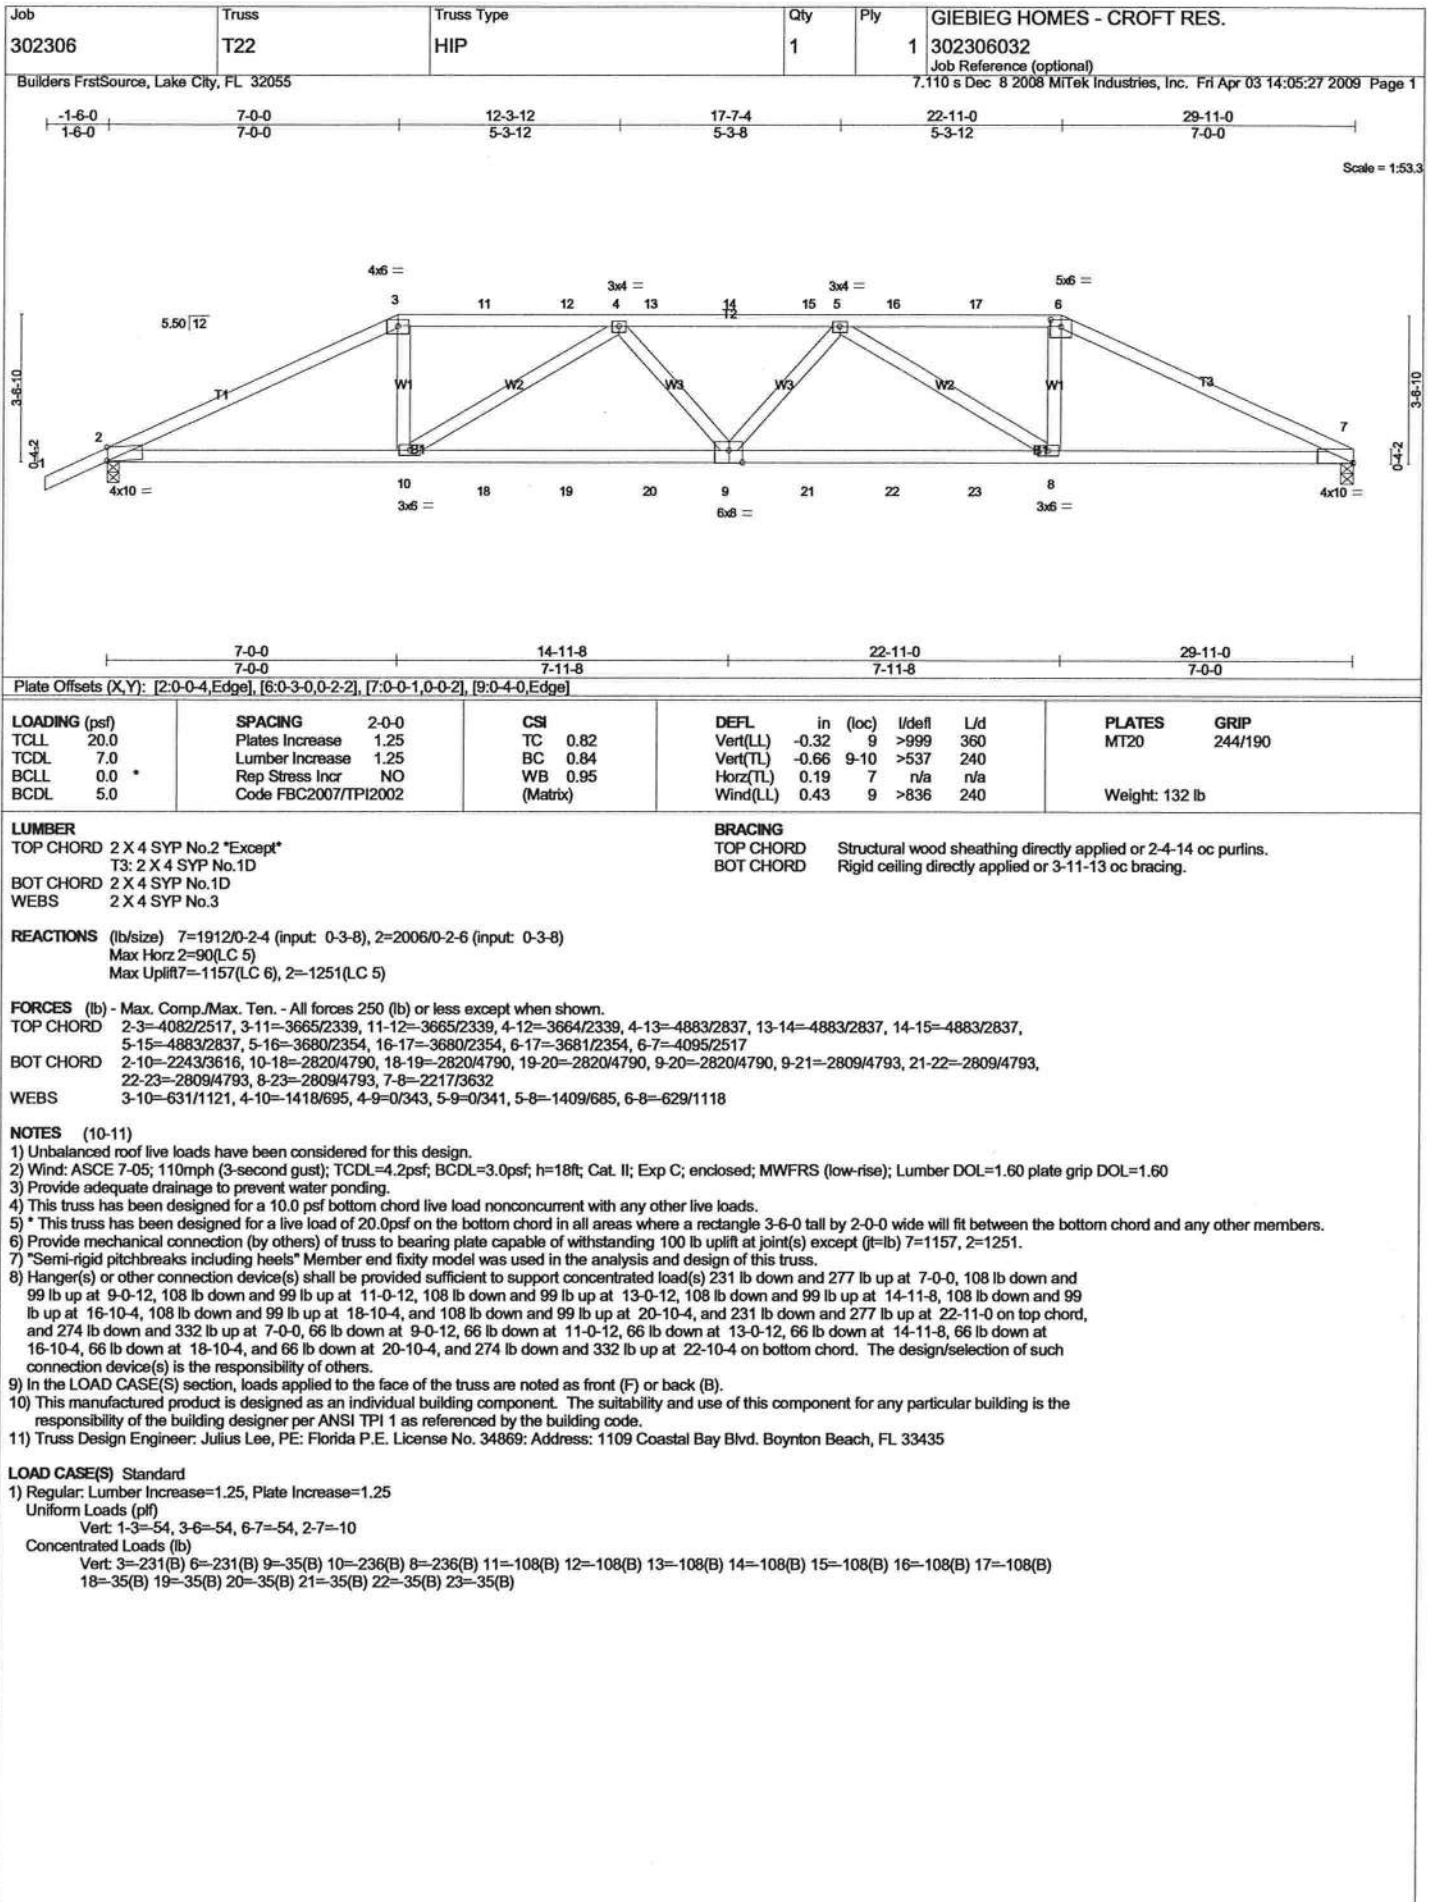 Job Truss Truss Type Qty Ply GIEBIEG HOMES - CROFT RES.
302306 T22 HIP 1 1 302306032
Job Reference (optional)
Builders FrstSource, Lake City, FL 32055 7.110 s Dec 8 2008 MiTek Industries, Inc. Fri Apr 03 14:05:27 2009 Page 1
-1-6-0 7-0-0 12-3-12 17-7-4 22-11-0 29-11-0
1-6-0 7-0-0 5-3-12 5-3-8 5-3-12 7-0-0
Scale = 1:53.3
4x6 = 3x4 = 3x4 = 5x6 =
3 11 12 4 13 14 15 5 16 17 6
T2
5.50 12
3-6-10 T1 W1 W2 W3 W3 W2 W1 T3 3-6-10
2 7
0-4-2 1 B1 B1 0-4-2
4x10 = 10 18 19 20 9 21 22 23 8 4x10 =
3x6 = 6x8 = 3x6 =
7-0-0 14-11-8 22-11-0 29-11-0
7-0-0 7-11-8 7-11-8 7-0-0
Plate Offsets (X,Y): [2:0-0-4,Edge], [6:0-3-0,0-2-2], [7:0-0-1,0-0-2], [9:0-4-0,Edge]
LOADING (psf) SPACING 2-0-0 CSI DEFL in (loc) l/defl L/d PLATES GRIP
TCLL 20.0 Plates Increase 1.25 TC 0.82 Vert(LL) -0.32 9 >999 360 MT20 244/190
TCDL 7.0 Lumber Increase 1.25 BC 0.84 Vert(TL) -0.66 9-10 >537 240
BCLL 0.0 * Rep Stress Incr NO WB 0.95 Horz(TL) 0.19 7 n/a n/a
BCDL 5.0 Code FBC2007/TPI2002 (Matrix) Wind(LL) 0.43 9 >836 240 Weight: 132 lb
LUMBER BRACING
TOP CHORD 2 X 4 SYP No.2 *Except* TOP CHORD Structural wood sheathing directly applied or 2-4-14 oc purlins.
T3: 2 X 4 SYP No.1D BOT CHORD Rigid ceiling directly applied or 3-11-13 oc bracing.
BOT CHORD 2 X 4 SYP No.1D
WEBS 2 X 4 SYP No.3
REACTIONS (lb/size) 7=1912/0-2-4 (input: 0-3-8), 2=2006/0-2-6 (input: 0-3-8)
Max Horz 2=90(LC 5)
Max Uplift7=-1157(LC 6), 2=-1251(LC 5)
FORCES (lb) - Max. Comp./Max. Ten. - All forces 250 (lb) or less except when shown.
TOP CHORD 2-3=-4082/2517, 3-11=-3665/2339, 11-12=-3665/2339, 4-12=-3664/2339, 4-13=-4883/2837, 13-14=-4883/2837, 14-15=-4883/2837,
5-15=-4883/2837, 5-16=-3680/2354, 16-17=-3680/2354, 6-17=-3681/2354, 6-7=-4095/2517
BOT CHORD 2-10=-2243/3616, 10-18=-2820/4790, 18-19=-2820/4790, 19-20=-2820/4790, 9-20=-2820/4790, 9-21=-2809/4793, 21-22=-2809/4793,
22-23=-2809/4793, 8-23=-2809/4793, 7-8=-2217/3632
WEBS 3-10=-631/1121, 4-10=-1418/695, 4-9=0/343, 5-9=0/341, 5-8=-1409/685, 6-8=-629/1118
NOTES (10-11)
1) Unbalanced roof live loads have been considered for this design.
2) Wind: ASCE 7-05; 110mph (3-second gust); TCDL=4.2psf; BCDL=3.0psf; h=18ft; Cat. II; Exp C; enclosed; MWFRS (low-rise); Lumber DOL=1.60 plate grip DOL=1.60
3) Provide adequate drainage to prevent water ponding.
4) This truss has been designed for a 10.0 psf bottom chord live load nonconcurrent with any other live loads.
5) * This truss has been designed for a live load of 20.0psf on the bottom chord in all areas where a rectangle 3-6-0 tall by 2-0-0 wide will fit between the bottom chord and any other members.
6) Provide mechanical connection (by others) of truss to bearing plate capable of withstanding 100 lb uplift at joint(s) except (jt=lb) 7=1157, 2=1251.
7) "Semi-rigid pitchbreaks including heels" Member end fixity model was used in the analysis and design of this truss.
8) Hanger(s) or other connection device(s) shall be provided sufficient to support concentrated load(s) 231 lb down and 277 lb up at 7-0-0, 108 lb down and
99 lb up at 9-0-12, 108 lb down and 99 lb up at 11-0-12, 108 lb down and 99 lb up at 13-0-12, 108 lb down and 99 lb up at 14-11-8, 108 lb down and 99
lb up at 16-10-4, 108 lb down and 99 lb up at 18-10-4, and 108 lb down and 99 lb up at 20-10-4, and 231 lb down and 277 lb up at 22-11-0 on top chord,
and 274 lb down and 332 lb up at 7-0-0, 66 lb down at 9-0-12, 66 lb down at 11-0-12, 66 lb down at 13-0-12, 66 lb down at 14-11-8, 66 lb down at
16-10-4, 66 lb down at 18-10-4, and 66 lb down at 20-10-4, and 274 lb down and 332 lb up at 22-10-4 on bottom chord. The design/selection of such
connection device(s) is the responsibility of others.
9) In the LOAD CASE(S) section, loads applied to the face of the truss are noted as front (F) or back (B).
10) This manufactured product is designed as an individual building component. The suitability and use of this component for any particular building is the
responsibility of the building designer per ANSI TPI 1 as referenced by the building code.
11) Truss Design Engineer: Julius Lee, PE: Florida P.E. License No. 34869: Address: 1109 Coastal Bay Blvd. Boynton Beach, FL 33435
LOAD CASE(S) Standard
1) Regular: Lumber Increase=1.25, Plate Increase=1.25
Uniform Loads (plf)
Vert: 1-3=-54, 3-6=-54, 6-7=-54, 2-7=-10
Concentrated Loads (lb)
Vert: 3=-231(B) 6=-231(B) 9=-35(B) 10=-236(B) 8=-236(B) 11=-108(B) 12=-108(B) 13=-108(B) 14=-108(B) 15=-108(B) 16=-108(B) 17=-108(B)
18=-35(B) 19=-35(B) 20=-35(B) 21=-35(B) 22=-35(B) 23=-35(B)